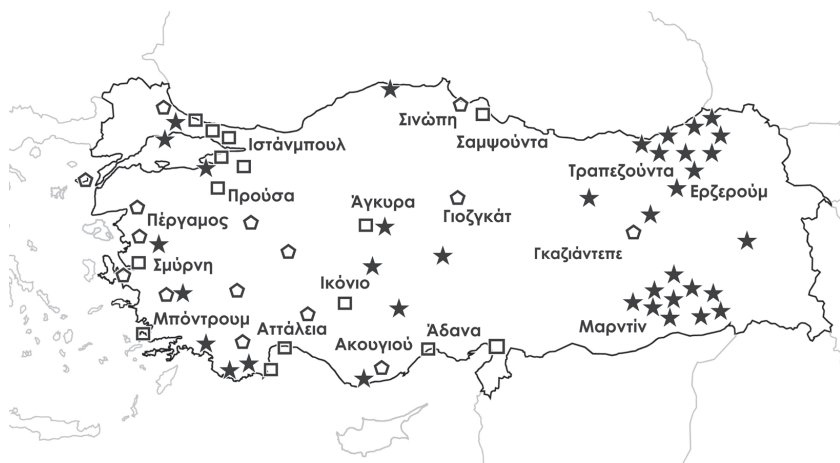 Σινώπη
Σαμψούντα
Ιστάνμπουλ
Τραπεζούντα
Ερζερούμ
Προύσα
Άγκυρα
Γιοζγκάτ
Πέργαμος
Γκαζιάντεπε
Σμύρνη
Ικόνιο
Μπόντρουμ
Αττάλεια
Άδανα
Μαρντίν
Ακουγιού